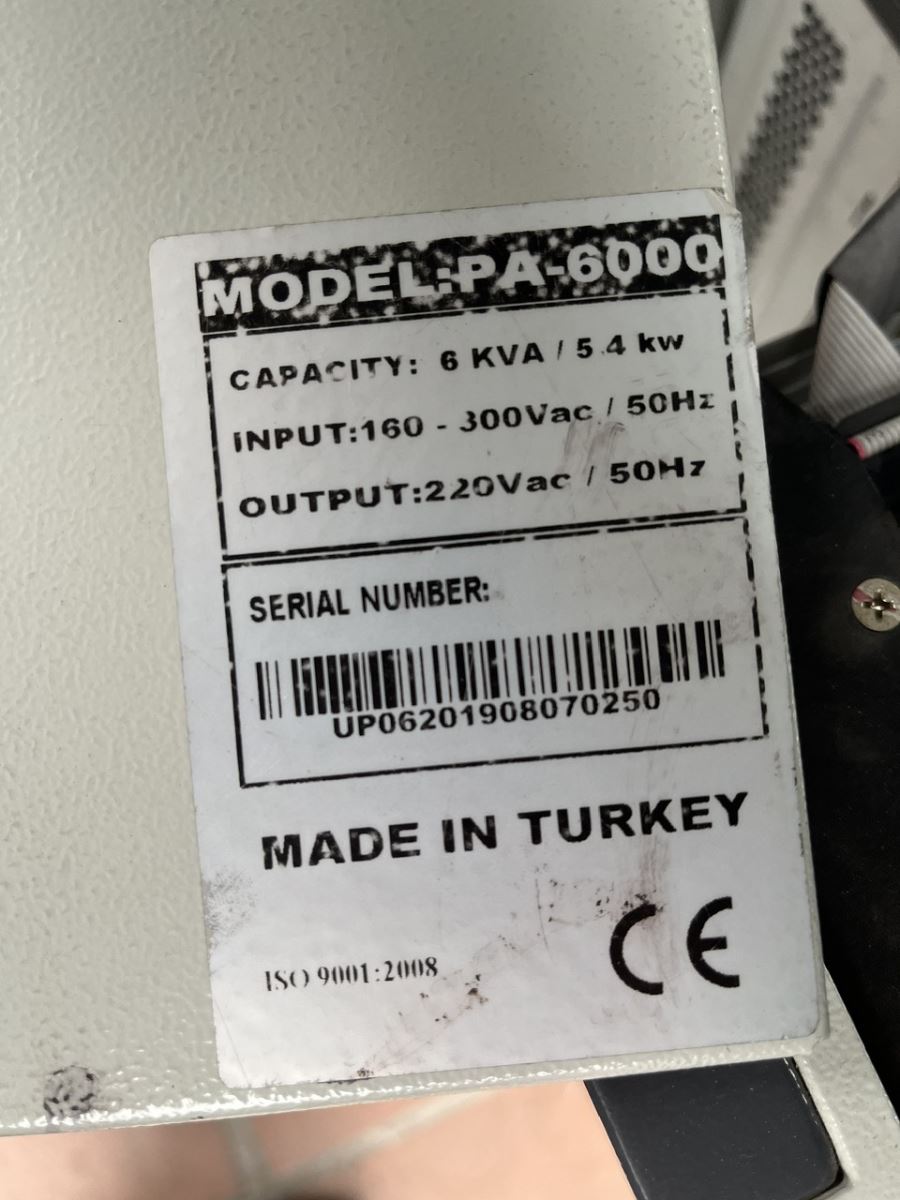 MODEL:PA-6000
CAPACITY: 6 KVA / 5.4 kw
INPUT:160 - 300Vac / 50Hz
OUTPUT:220Vac / 50Hz
SERIAL NUMBER:
UP06201908070250
MADE IN TURKEY
ISO 9001:2008
CE